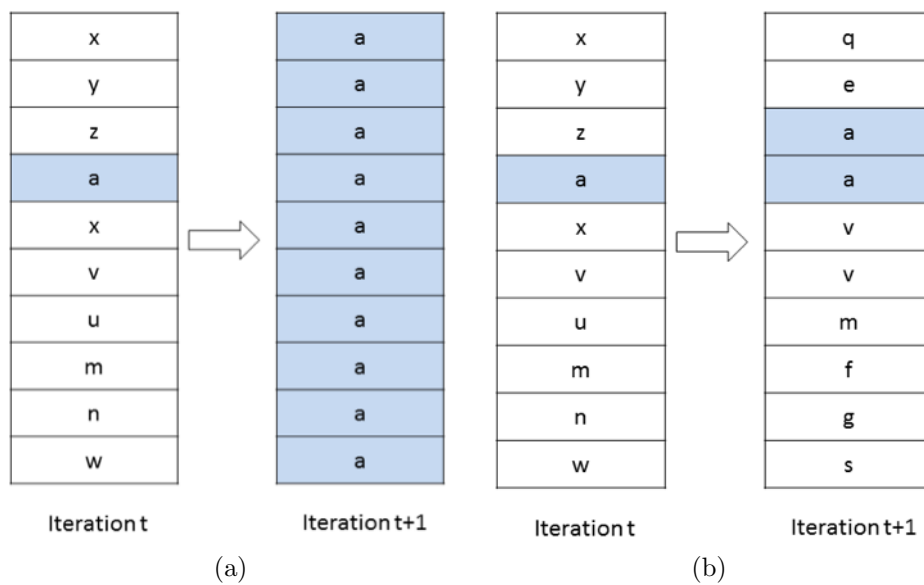 x a x q
y a y e
z a z a
a a a a
x a x v
v a v v
u a u m
m a m f
n a n g
w a w s
Iteration t Iteration t+1 Iteration t Iteration t+1
(a) (b)